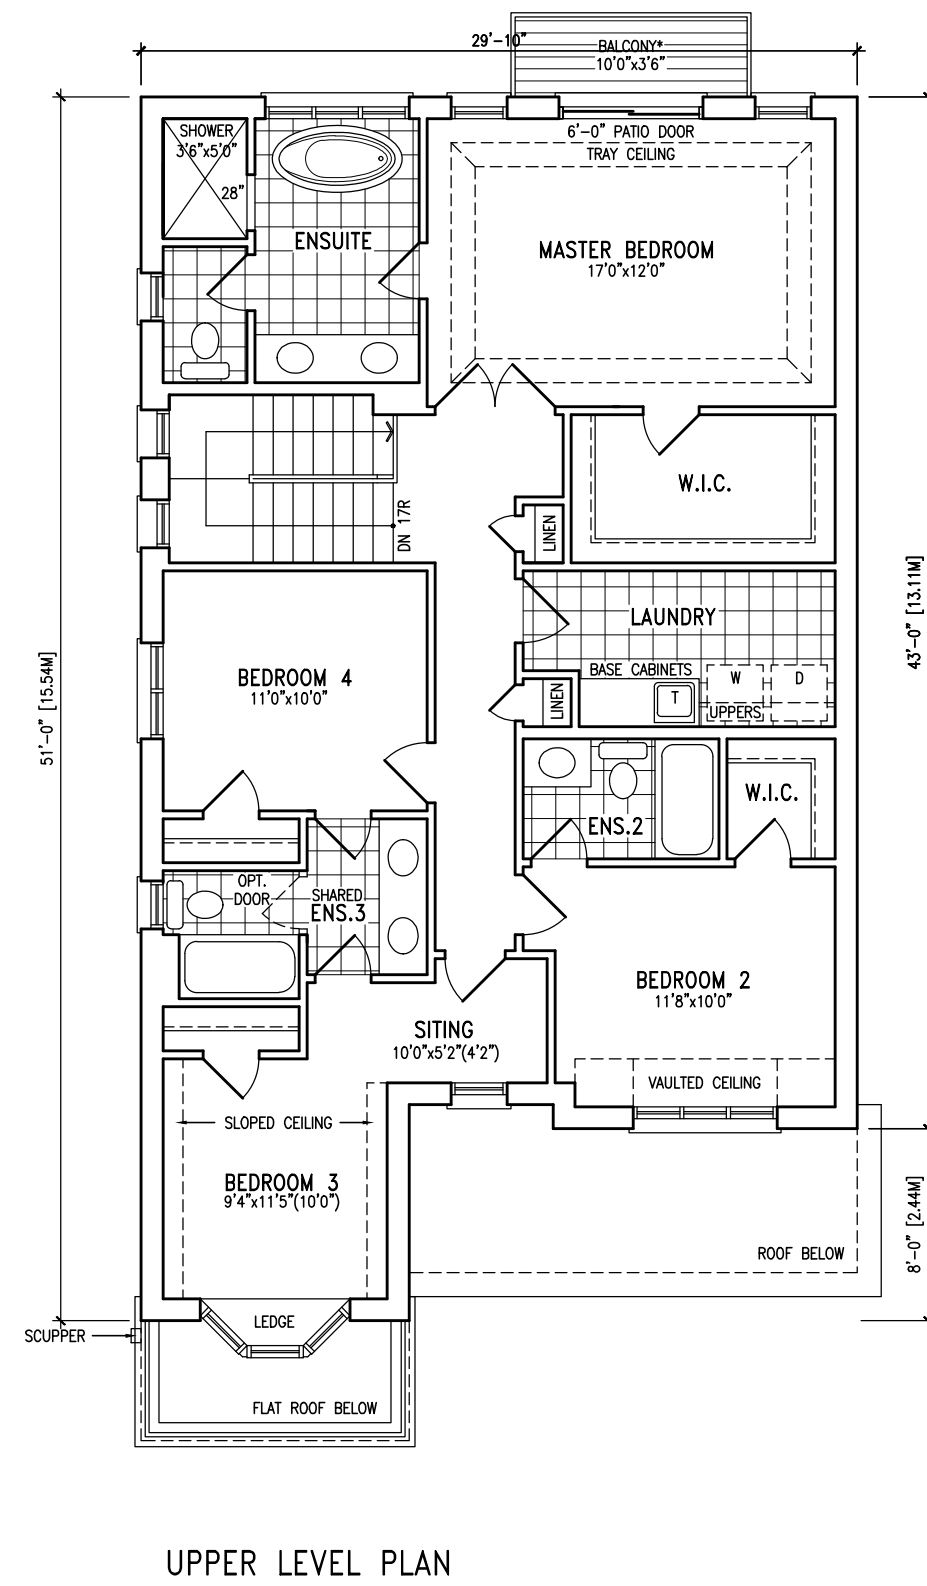 29'-10"
BALCONY*
10'0"x3'6"
SHOWER
3'6"x5'0"
28"
6'-0" PATIO DOOR
TRAY CEILING
ENSUITE
MASTER BEDROOM
17'0"x12'0"
W.I.C.
DN 17R
LINEN
LAUNDRY
BASE CABINETS
W
D
T
UPPERS
LINEN
43'-0" [13.11M]
51'-0" [15.54M]
BEDROOM 4
11'0"x10'0"
W.I.C.
ENS.2
OPT.
DOOR
SHARED
ENS.3
BEDROOM 2
11'8"x10'0"
SITING
10'0"x5'2"(4'2")
VAULTED CEILING
SLOPED CEILING
BEDROOM 3
9'4"x11'5"(10'0")
8'-0" [2.44M]
ROOF BELOW
LEDGE
SCUPPER
FLAT ROOF BELOW
UPPER LEVEL PLAN